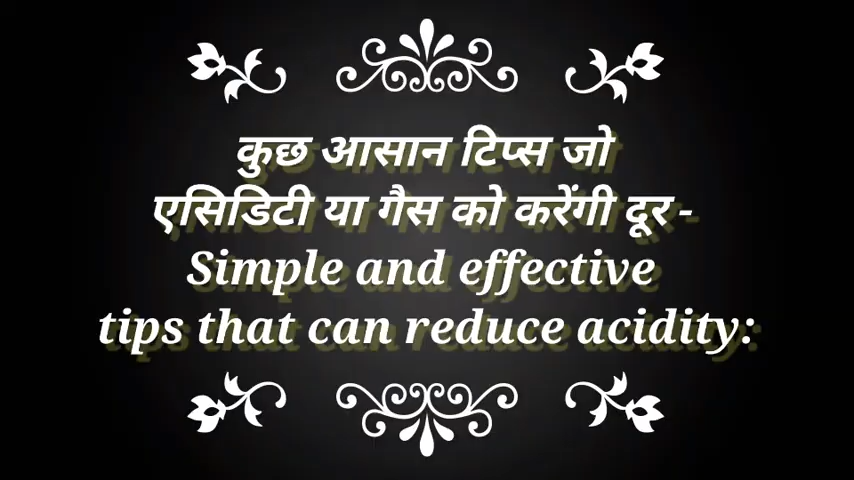 कुछ आसान टिप्स जो
एसिडिटी या गैस को करेंगी दूर -
Simple and effective
tips that can reduce acidity: